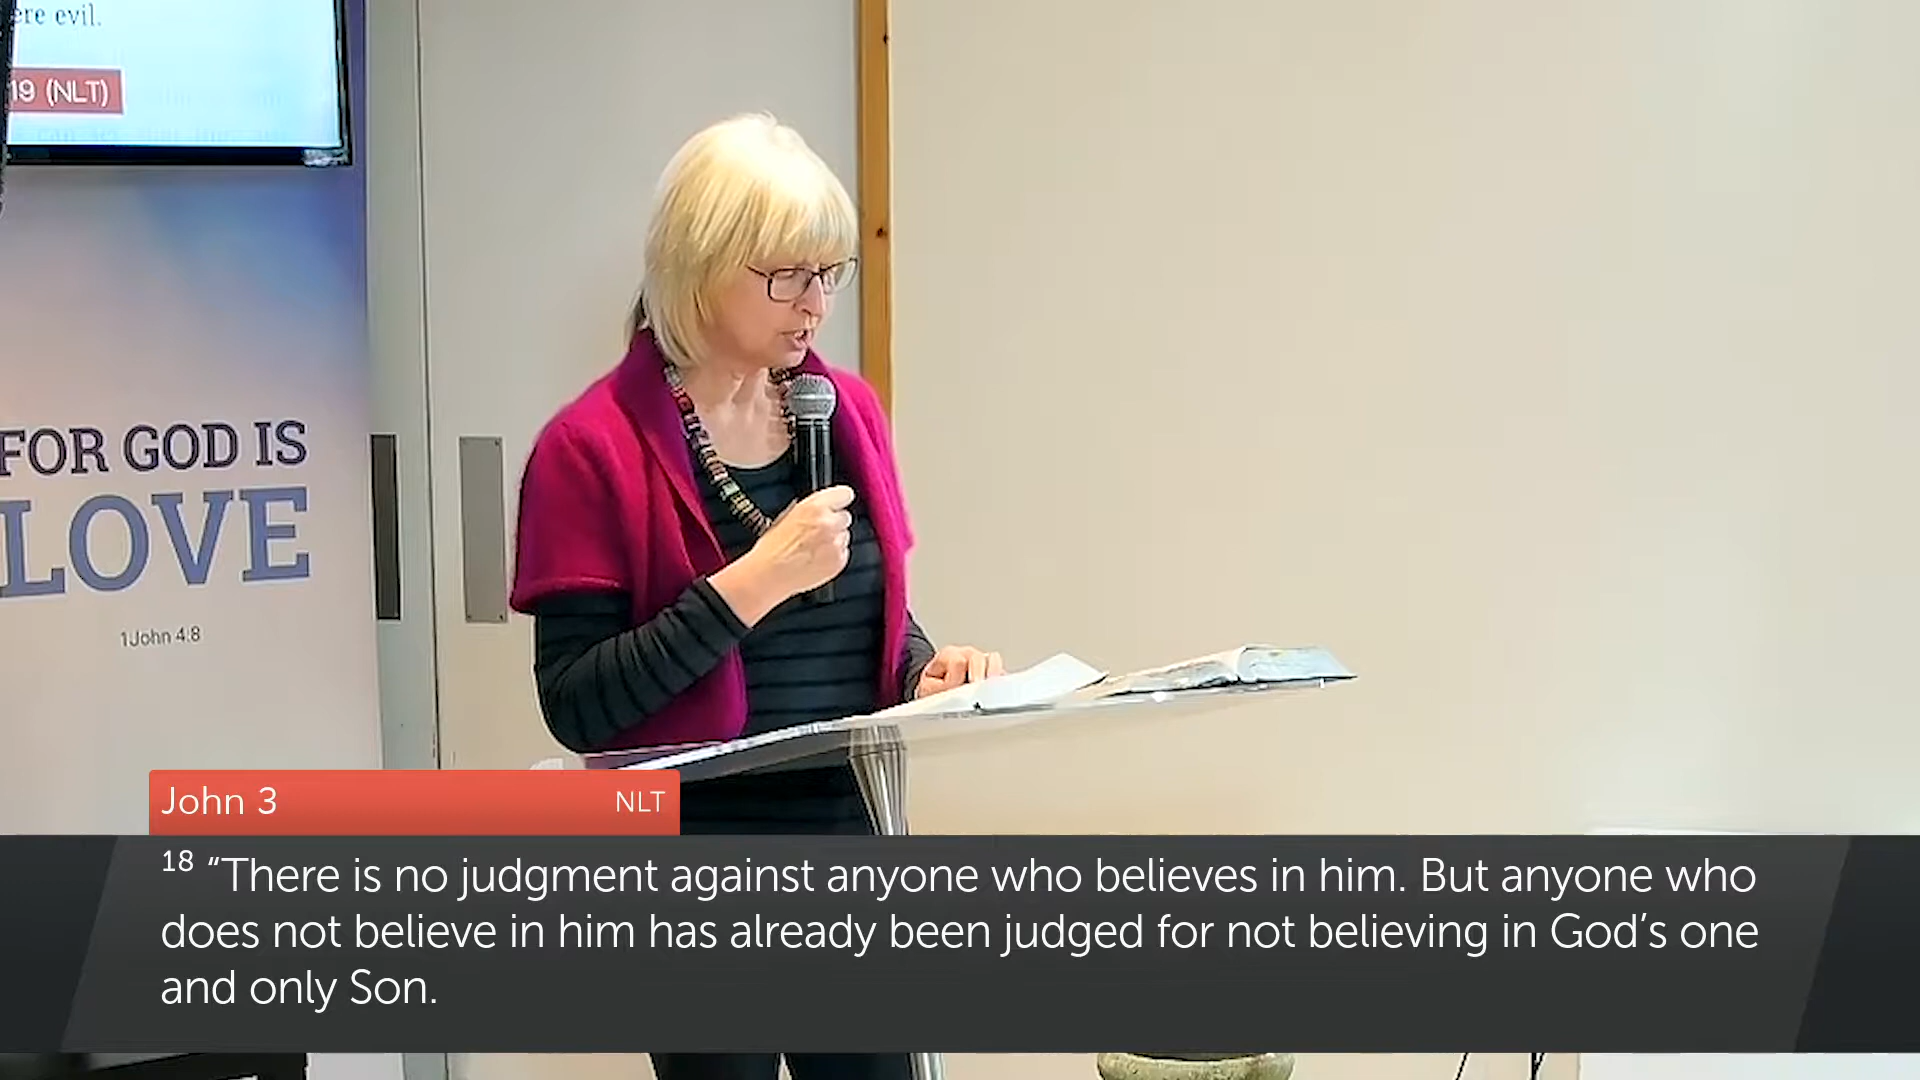 ere evil.
19 (NLT)
FOR GOD IS
LOVE
1John 4:8
John 3 NLT
18 “There is no judgment against anyone who believes in him. But anyone who
does not believe in him has already been judged for not believing in God’s one
and only Son.